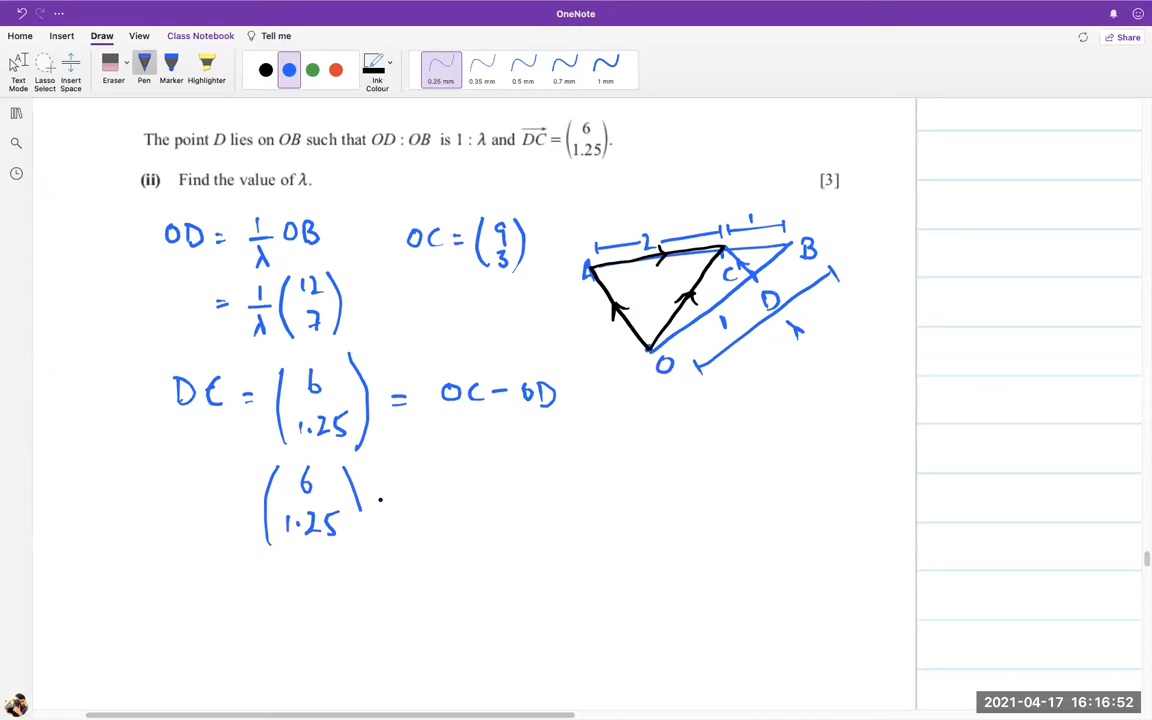 OneNote
Home Insert Draw View Class Notebook Tell me
Share
Text Mode
Lasso Select
Insert Space
Eraser
Pen
Marker
Highlighter
Ink Colour
0.25 mm 0.35 mm 0.5 mm 0.7 mm 1 mm
The point D lies on OB such that OD : OB is 1 : λ and DC→ = (6 1.25).
(ii) Find the value of λ. [3]
OD = 1/λ OB
OC = (9 3)
= 1/λ (12 7)
DC = (6 1.25) = OC - OD
(6 1.25)
2
1
A
B
C
D
1
λ
O
2021-04-17 16:16:52